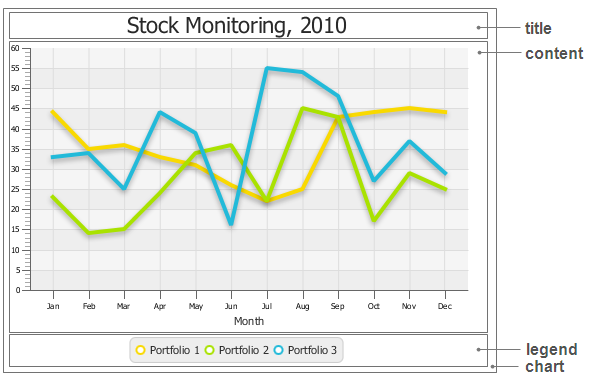 Stock Monitoring, 2010
title
content
60
55
50
45
40
35
30
25
20
15
10
5
0
Jan Feb Mar Apr May Jun Jul Aug Sep Oct Nov Dec
Month
Portfolio 1 Portfolio 2 Portfolio 3
legend
chart